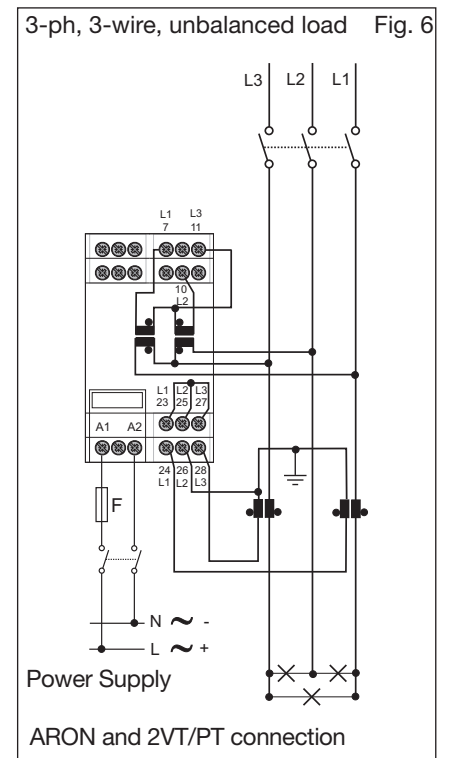 3-ph, 3-wire, unbalanced load Fig. 6
L3 L2 L1
L1 L3
7 11
10
L2
L1 L2 L3
23 25 27
A1 A2
24 26 28
L1 L2 L3
F
N ~ -
L ~ +
Power Supply
ARON and 2VT/PT connection